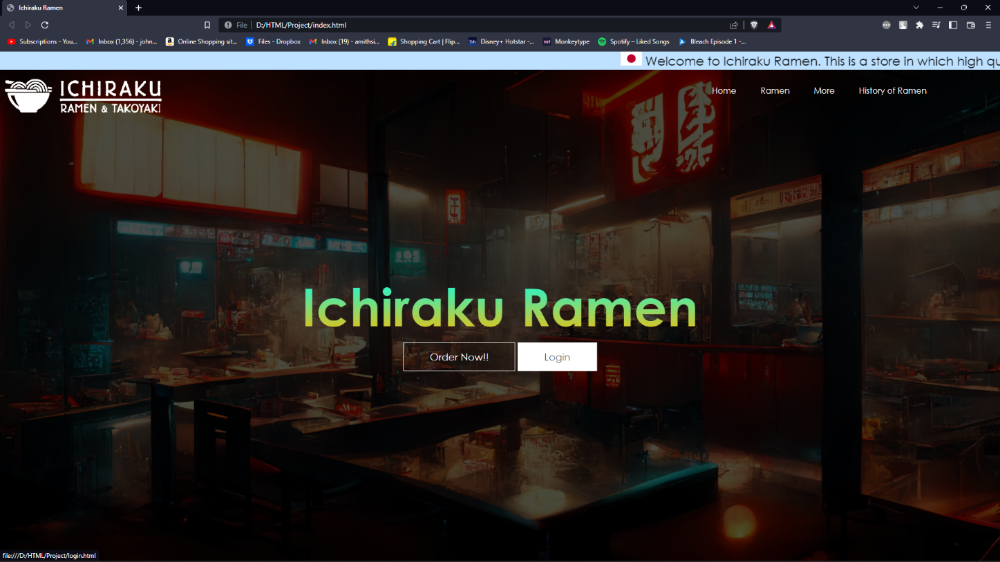 Ichiraku Ramen
File
D:/HTML/Project/index.html
Subscriptions - You...
Inbox (1,356) - john...
Online Shopping sit...
Files - Dropbox
Inbox (19) - amithsi...
Shopping Cart | Flip...
Disney+ Hotstar -...
mt Monkeytype
Spotify – Liked Songs
Bleach Episode 1 -...
Welcome to Ichiraku Ramen. This is a store in which high qu
ICHIRAKU
RAMEN & TAKOYAKI
Home
Ramen
More
History of Ramen
Ichiraku Ramen
Order Now!!
Login
file:///D:/HTML/Project/login.html